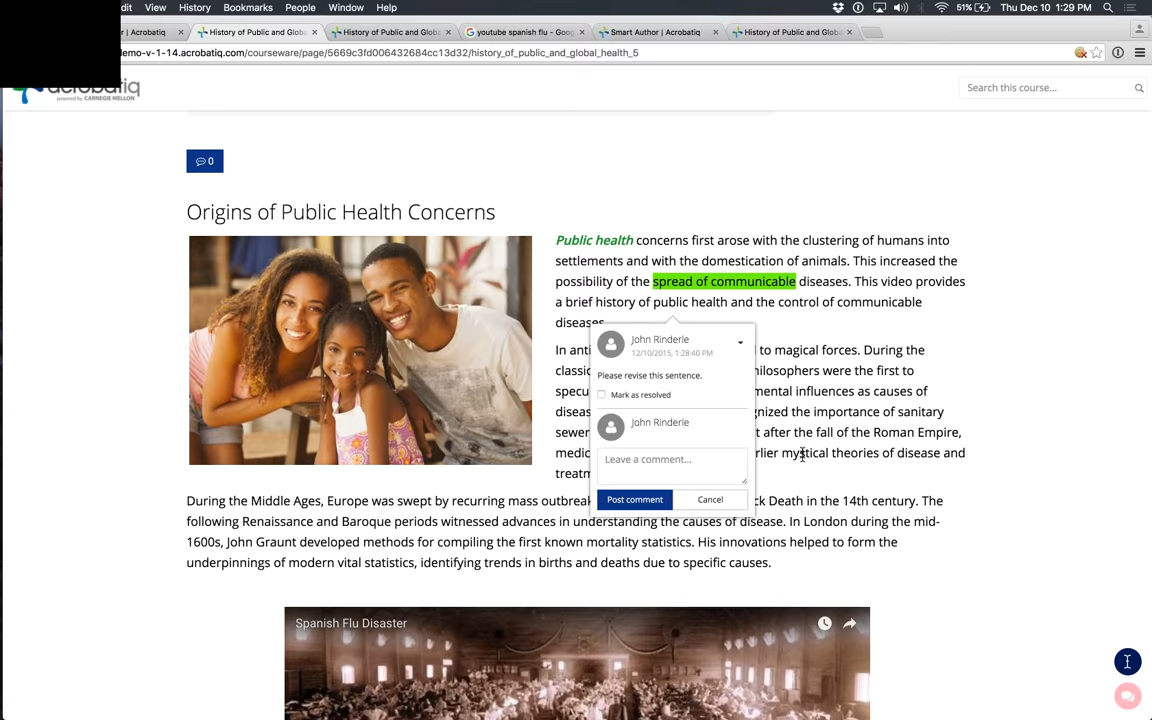 dit View History Bookmarks People Window Help 51% Thu Dec 10 1:29 PM
r | Acrobatiq × History of Public and Globa × History of Public and Globa × youtube spanish flu - Goog × Smart Author | Acrobatiq × History of Public and Globa ×
lemo-v-1-14.acrobatiq.com/courseware/page/5669c3fd006432684cc13d32/history_of_public_and_global_health_5
acrobatiq
powered by CARNEGIE MELLON
Search this course...
0
Origins of Public Health Concerns
Public health concerns first arose with the clustering of humans into
settlements and with the domestication of animals. This increased the
possibility of the spread of communicable diseases. This video provides
a brief history of public health and the control of communicable
diseases.
In anti to magical forces. During the
classic hilosophers were the first to
specu mental influences as causes of
diseas gnized the importance of sanitary
sewer t after the fall of the Roman Empire,
medic rlier mystical theories of disease and
treatm
John Rinderle
12/10/2015, 1:28:40 PM
Please revise this sentence.
Mark as resolved
John Rinderle
Leave a comment...
Post comment Cancel
During the Middle Ages, Europe was swept by recurring mass outbreak ck Death in the 14th century. The
following Renaissance and Baroque periods witnessed advances in understanding the causes of disease. In London during the mid-
1600s, John Graunt developed methods for compiling the first known mortality statistics. His innovations helped to form the
underpinnings of modern vital statistics, identifying trends in births and deaths due to specific causes.
Spanish Flu Disaster